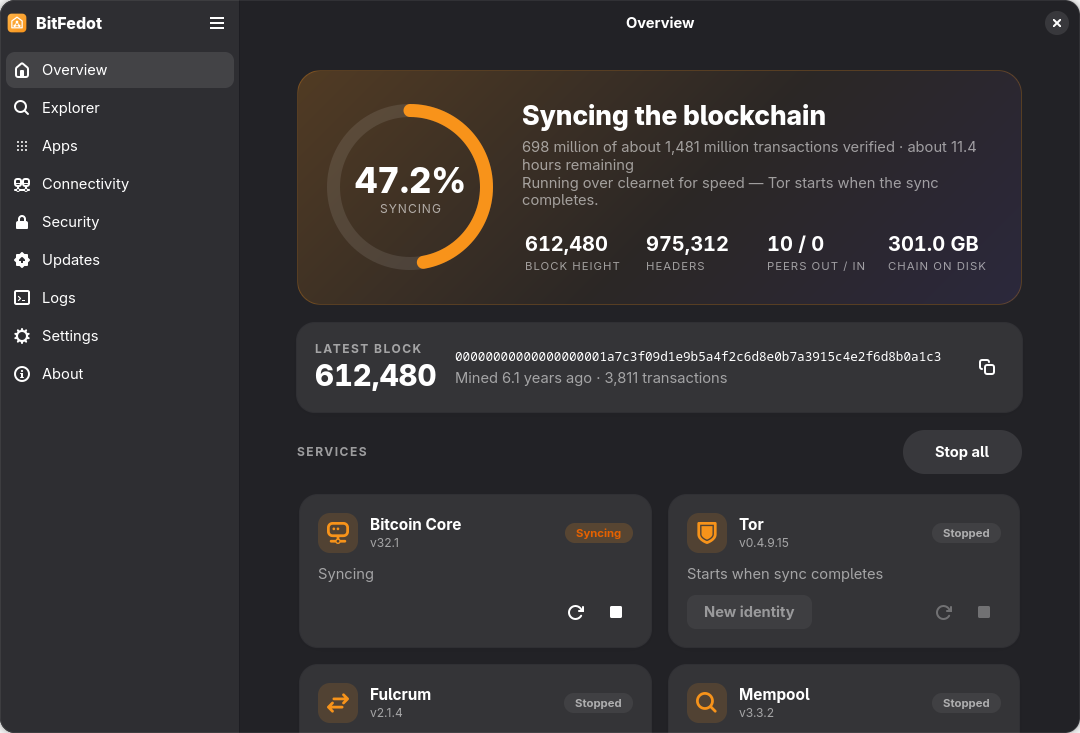 BitFedot
Overview
Overview
Explorer
Apps
Connectivity
Security
Updates
Logs
Settings
About
47.2%
SYNCING
Syncing the blockchain
698 million of about 1,481 million transactions verified · about 11.4
hours remaining
Running over clearnet for speed — Tor starts when the sync
completes.
612,480
BLOCK HEIGHT
975,312
HEADERS
10 / 0
PEERS OUT / IN
301.0 GB
CHAIN ON DISK
LATEST BLOCK
612,480
00000000000000000001a7c3f09d1e9b5a4f2c6d8e0b7a3915c4e2f6d8b0a1c3
Mined 6.1 years ago · 3,811 transactions
SERVICES
Stop all
Bitcoin Core
v32.1
Syncing
Syncing
Tor
v0.4.9.15
Stopped
Starts when sync completes
New identity
Fulcrum
v2.1.4
Stopped
Mempool
v3.3.2
Stopped